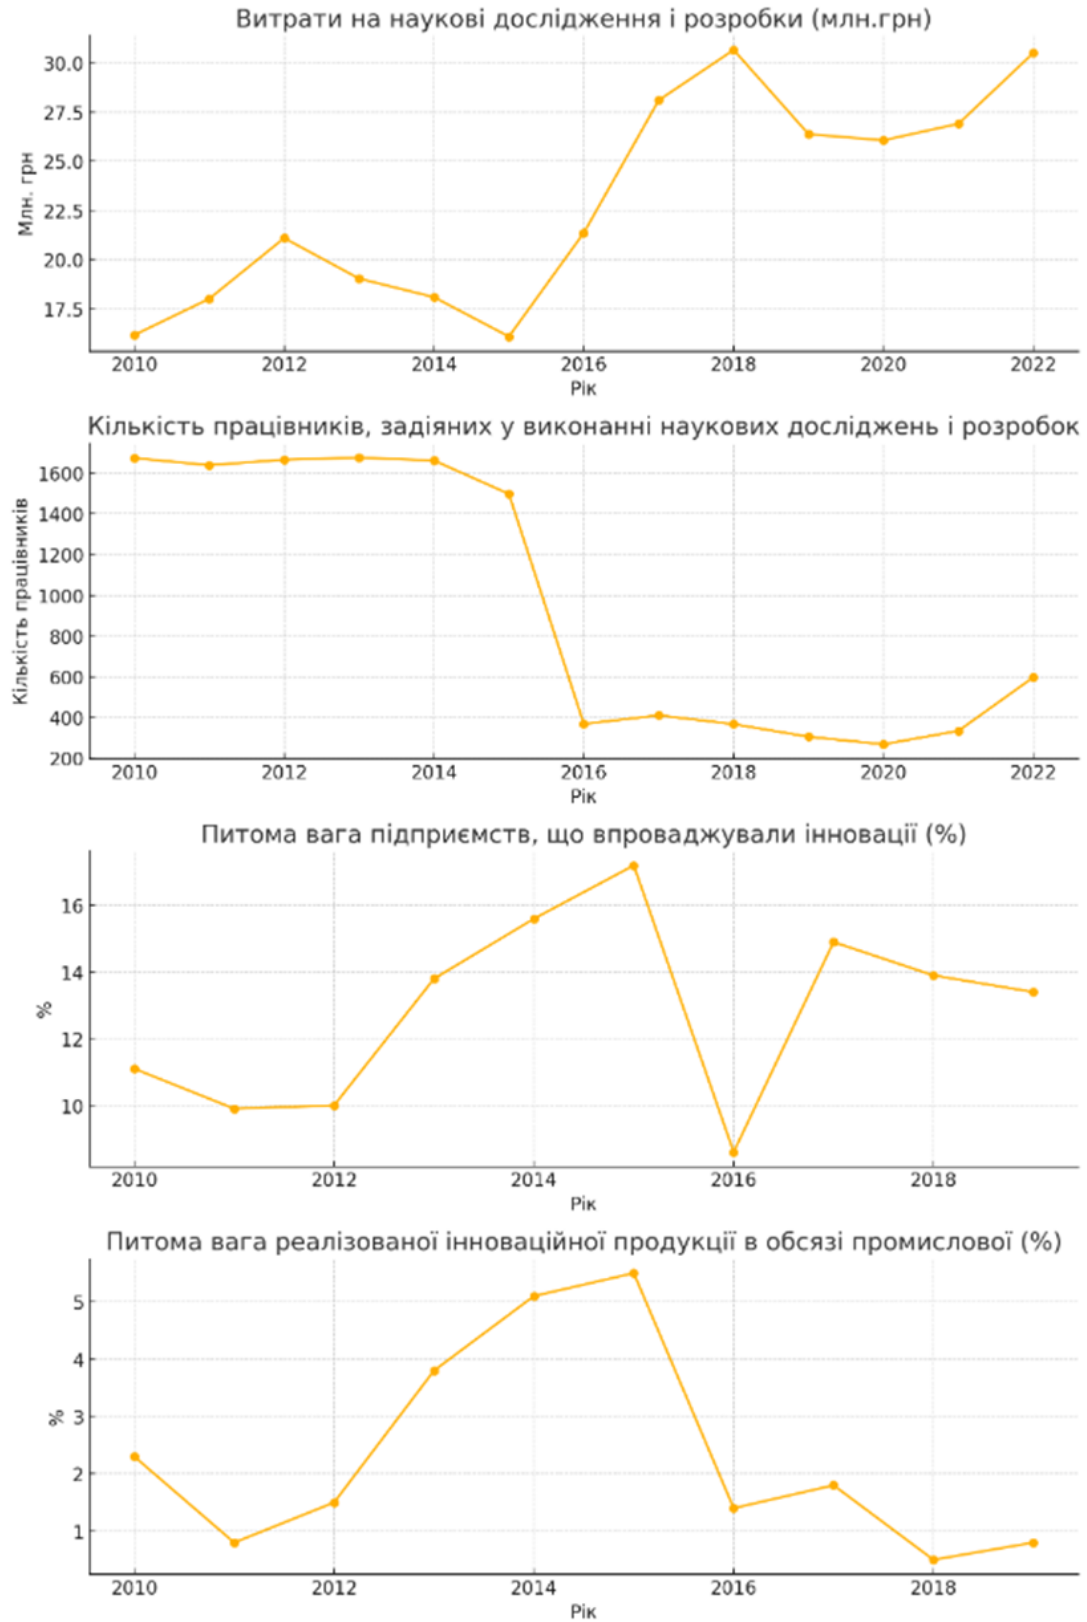 Витрати на наукові дослідження і розробки (млн.грн)
30.0
27.5
25.0
22.5
20.0
17.5
Млн. грн
2010 2012 2014 2016 2018 2020 2022
Рік
Кількість працівників, задіяних у виконанні наукових досліджень і розробок
1600
1400
1200
1000
800
600
400
200
Кількість працівників
2010 2012 2014 2016 2018 2020 2022
Рік
Питома вага підприємств, що впроваджували інновації (%)
16
14
12
10
%
2010 2012 2014 2016 2018
Рік
Питома вага реалізованої інноваційної продукції в обсязі промислової (%)
5
4
3
2
1
%
2010 2012 2014 2016 2018
Рік